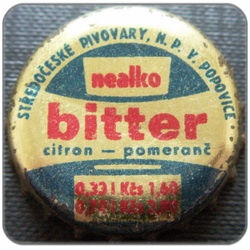 STŘEDOČESKÉ PIVOVARY, N. P. V. POPOVICE
nealko
bitter
citron — pomeranč
0,33 l Kčs 1,60